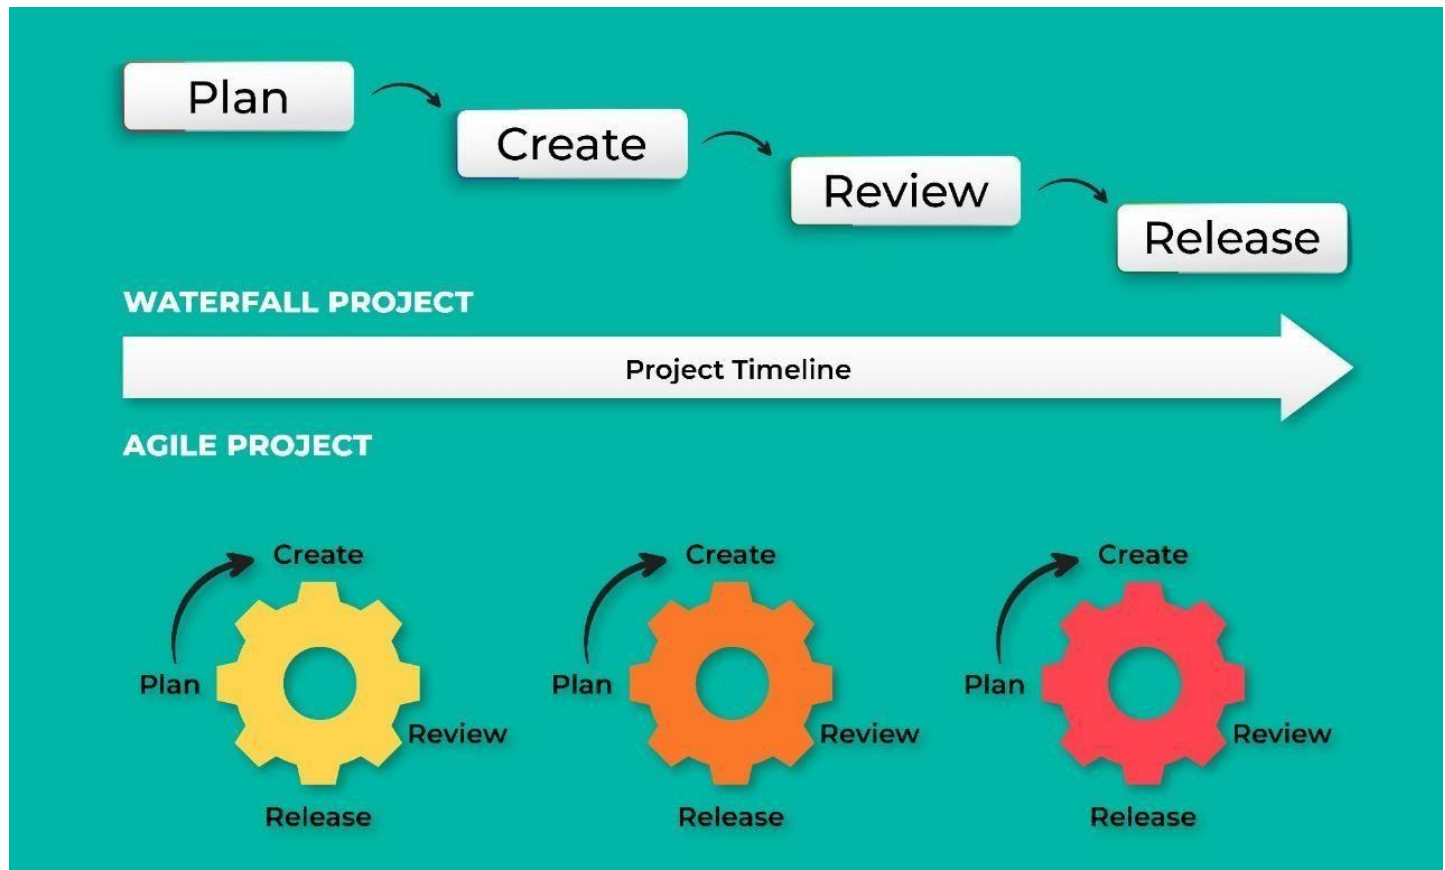 Plan
Create
Review
Release
WATERFALL PROJECT
Project Timeline
AGILE PROJECT
Create
Plan
Review
Release
Create
Plan
Review
Release
Create
Plan
Review
Release